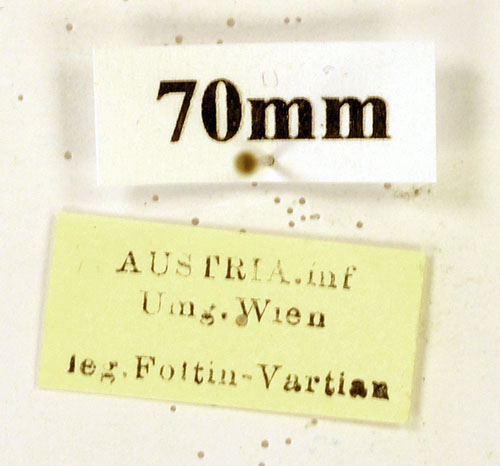 70mm
AUSTRIA.inf
Umg.Wien
leg.Foltin-Vartian